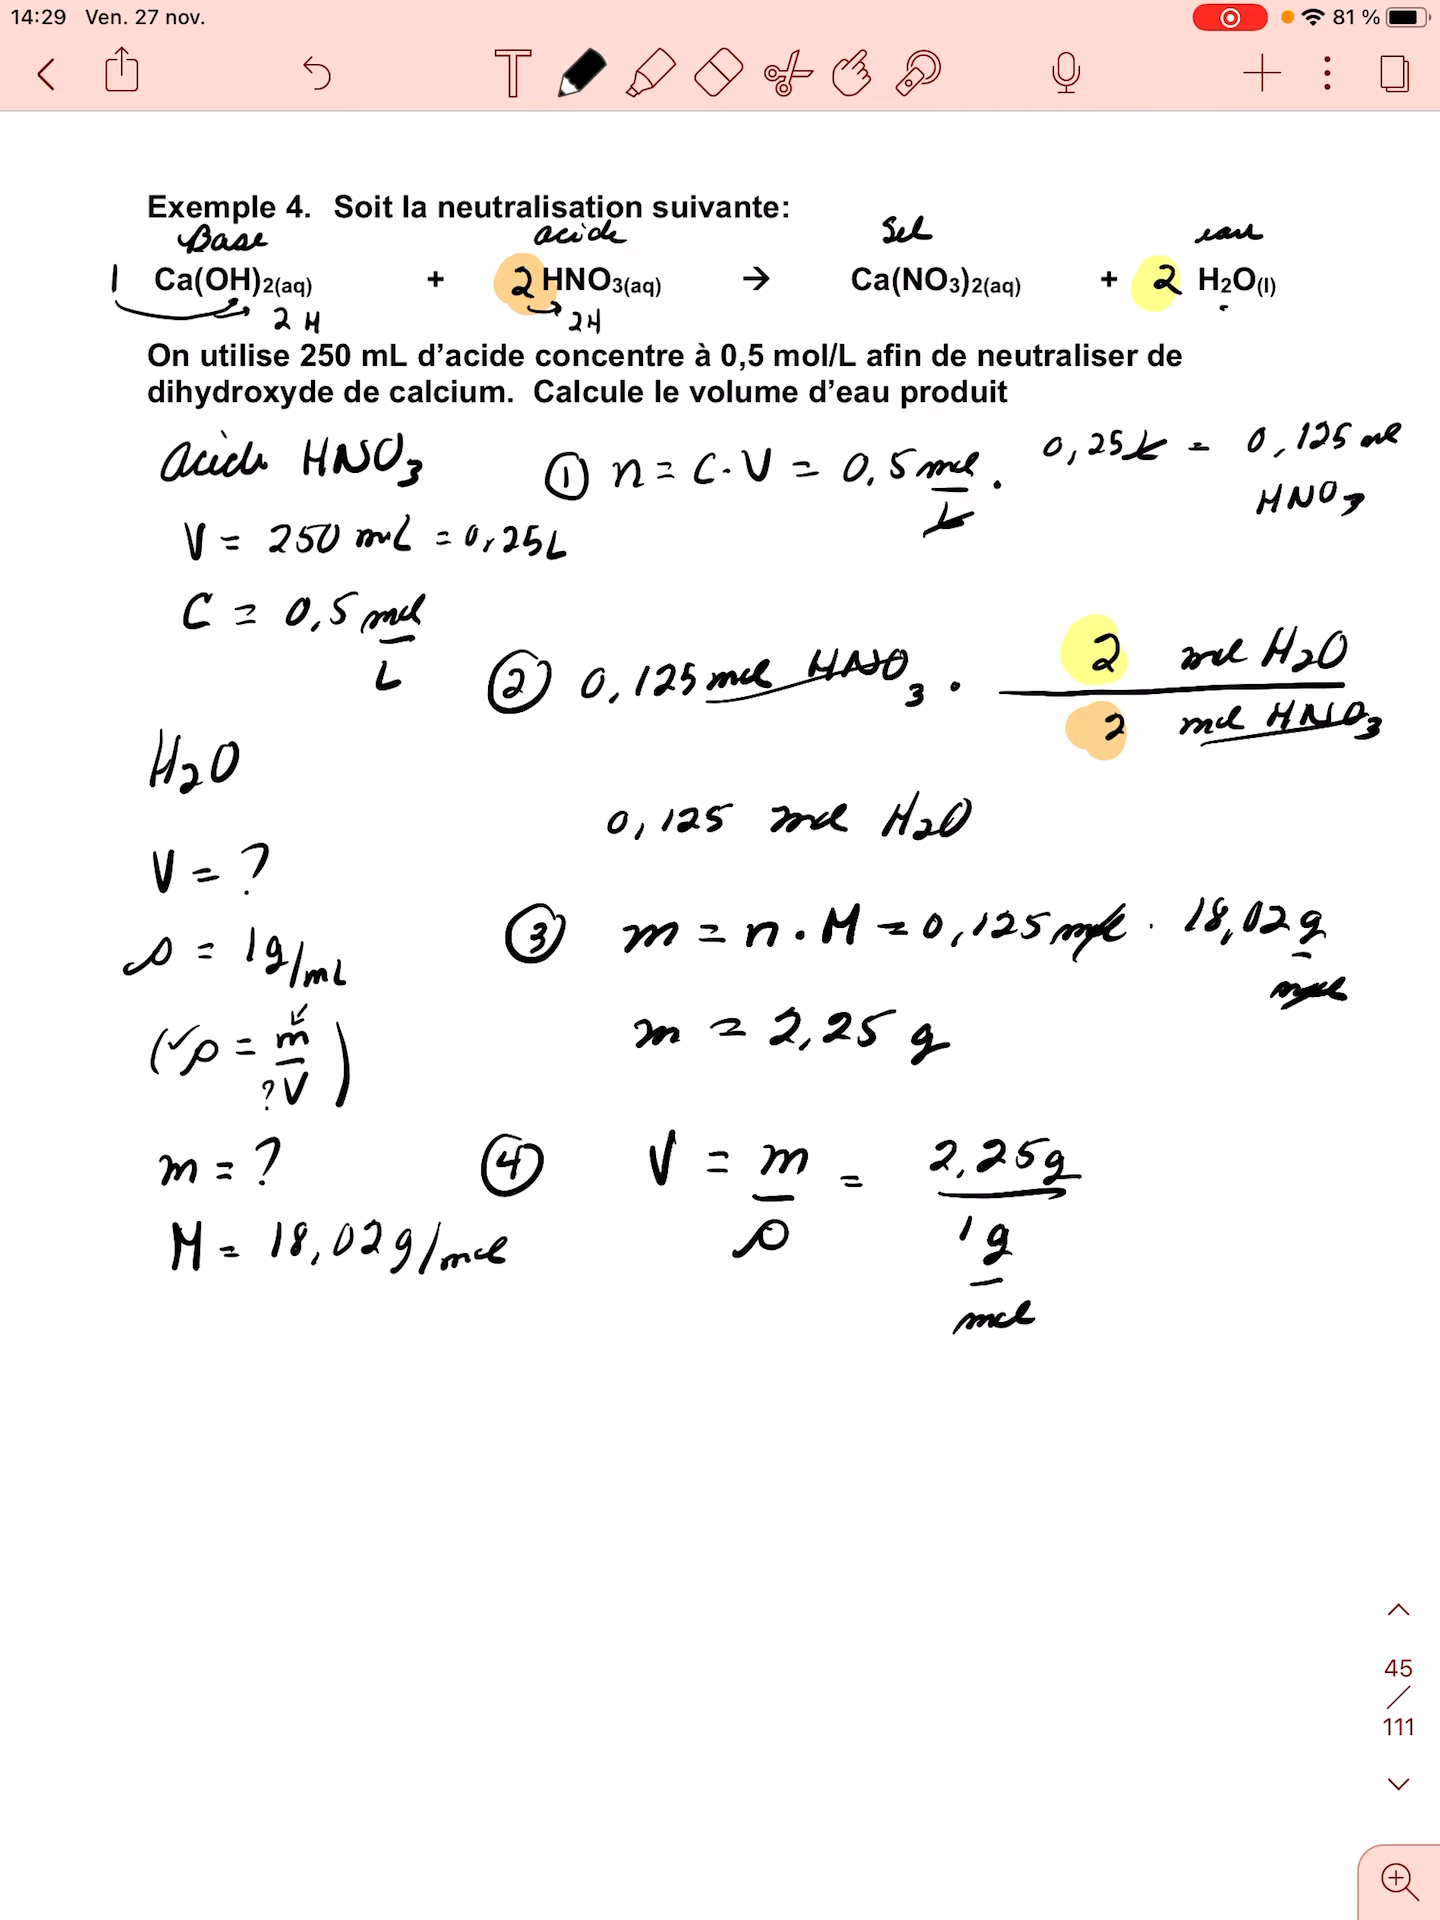 14:29 Ven. 27 nov.
81 %
Exemple 4. Soit la neutralisation suivante:
Base acide Sel eau
1 Ca(OH)2(aq) + 2 HNO3(aq) → Ca(NO3)2(aq) + 2 H2O(l)
2 H 2H
On utilise 250 mL d’acide concentre à 0,5 mol/L afin de neutraliser de
dihydroxyde de calcium. Calcule le volume d’eau produit
acide HNO3
V = 250 mL = 0,25L
C = 0,5 mol/L
① n = C·V = 0,5 mol/L · 0,25 L = 0,125 mol HNO3
② 0,125 mol HNO3 · 2 mol H2O / 2 mol HNO3
0,125 mol H2O
H2O
V = ?
ρ = 1g/mL
(✓ρ = m/?V)
m = ?
M = 18,02g/mol
③ m = n·M = 0,125 mol · 18,02 g/mol
m = 2,25 g
④ V = m/ρ = 2,25g / 1 g/mL
45
/
111